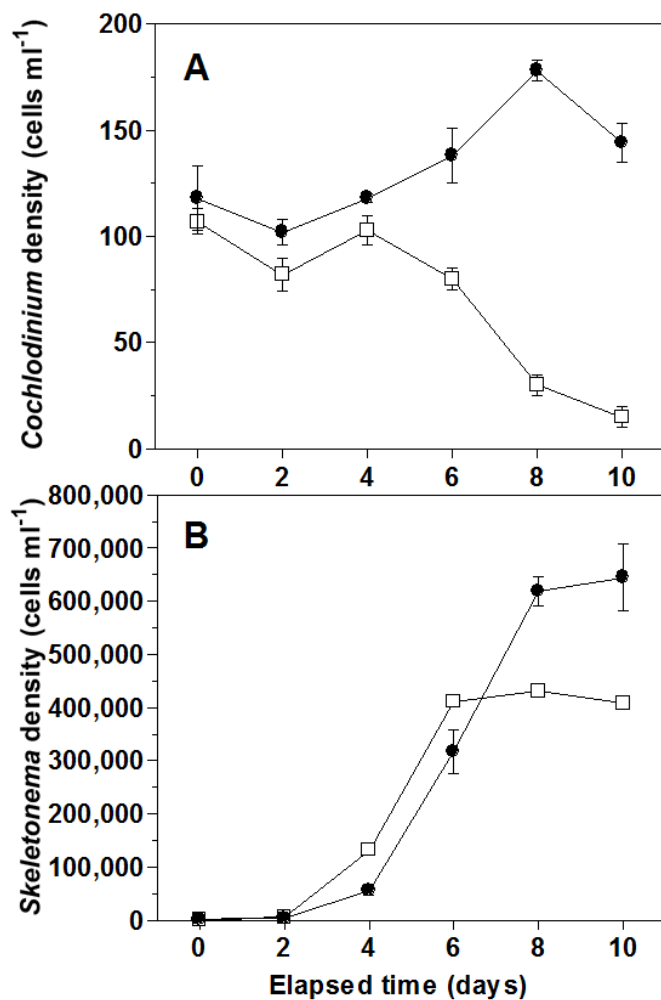 A
Cochlodinium density (cells ml⁻¹)
200
150
100
50
0
0 2 4 6 8 10
B
Skeletonema density (cells ml⁻¹)
800,000
700,000
600,000
500,000
400,000
300,000
200,000
100,000
0
0 2 4 6 8 10
Elapsed time (days)